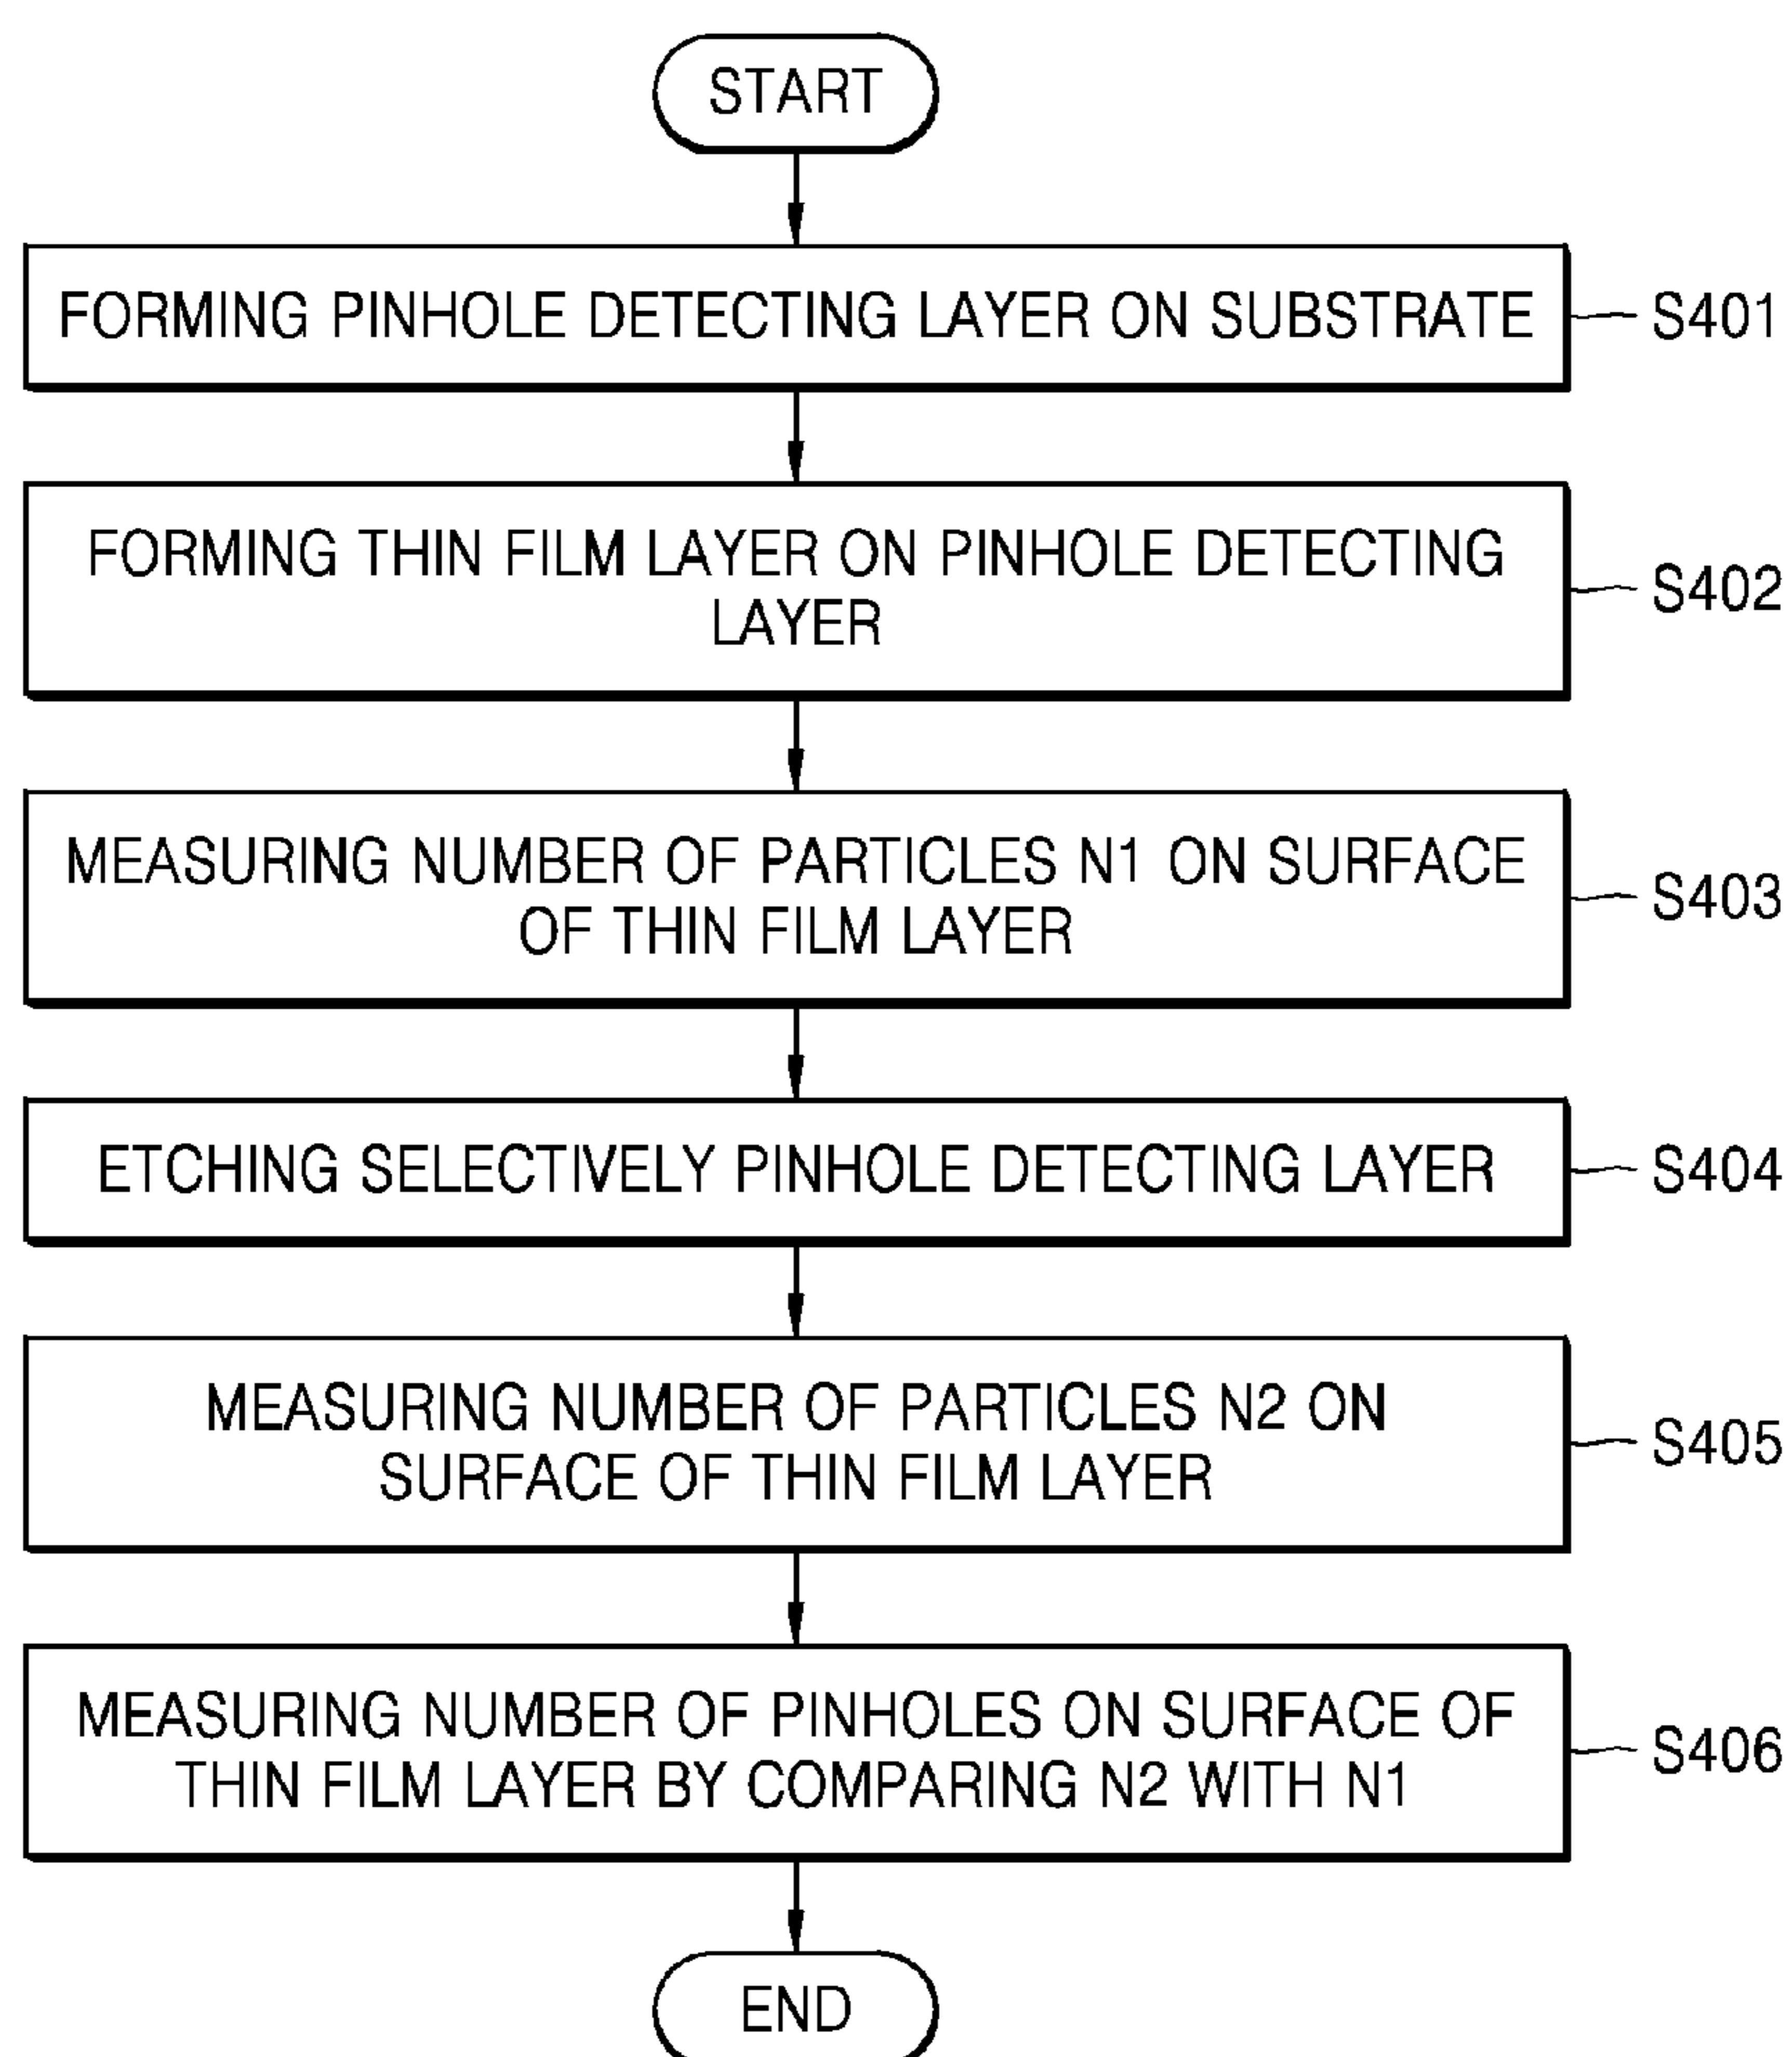 START
FORMING PINHOLE DETECTING LAYER ON SUBSTRATE
S401
FORMING THIN FILM LAYER ON PINHOLE DETECTING
LAYER
S402
MEASURING NUMBER OF PARTICLES N1 ON SURFACE
OF THIN FILM LAYER
S403
ETCHING SELECTIVELY PINHOLE DETECTING LAYER
S404
MEASURING NUMBER OF PARTICLES N2 ON
SURFACE OF THIN FILM LAYER
S405
MEASURING NUMBER OF PINHOLES ON SURFACE OF
THIN FILM LAYER BY COMPARING N2 WITH N1
S406
END